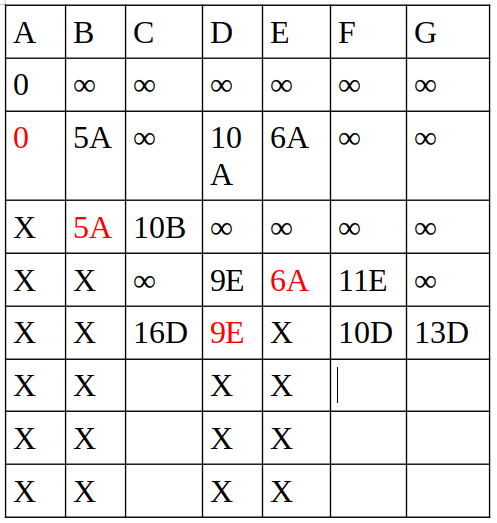 A B C D E F G
0 ∞ ∞ ∞ ∞ ∞ ∞
0 5A ∞ 10 A 6A ∞ ∞
X 5A 10B ∞ ∞ ∞ ∞
X X ∞ 9E 6A 11E ∞
X X 16D 9E X 10D 13D
X X X X
X X X X
X X X X